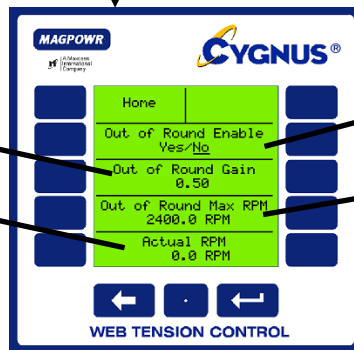 MAGPOWR
A Maxcess
International
Company
CYGNUS®
Home
Out of Round Enable
Yes/No
Out of Round Gain
0.50
Out of Round Max RPM
2400.0 RPM
Actual RPM
0.0 RPM
WEB TENSION CONTROL